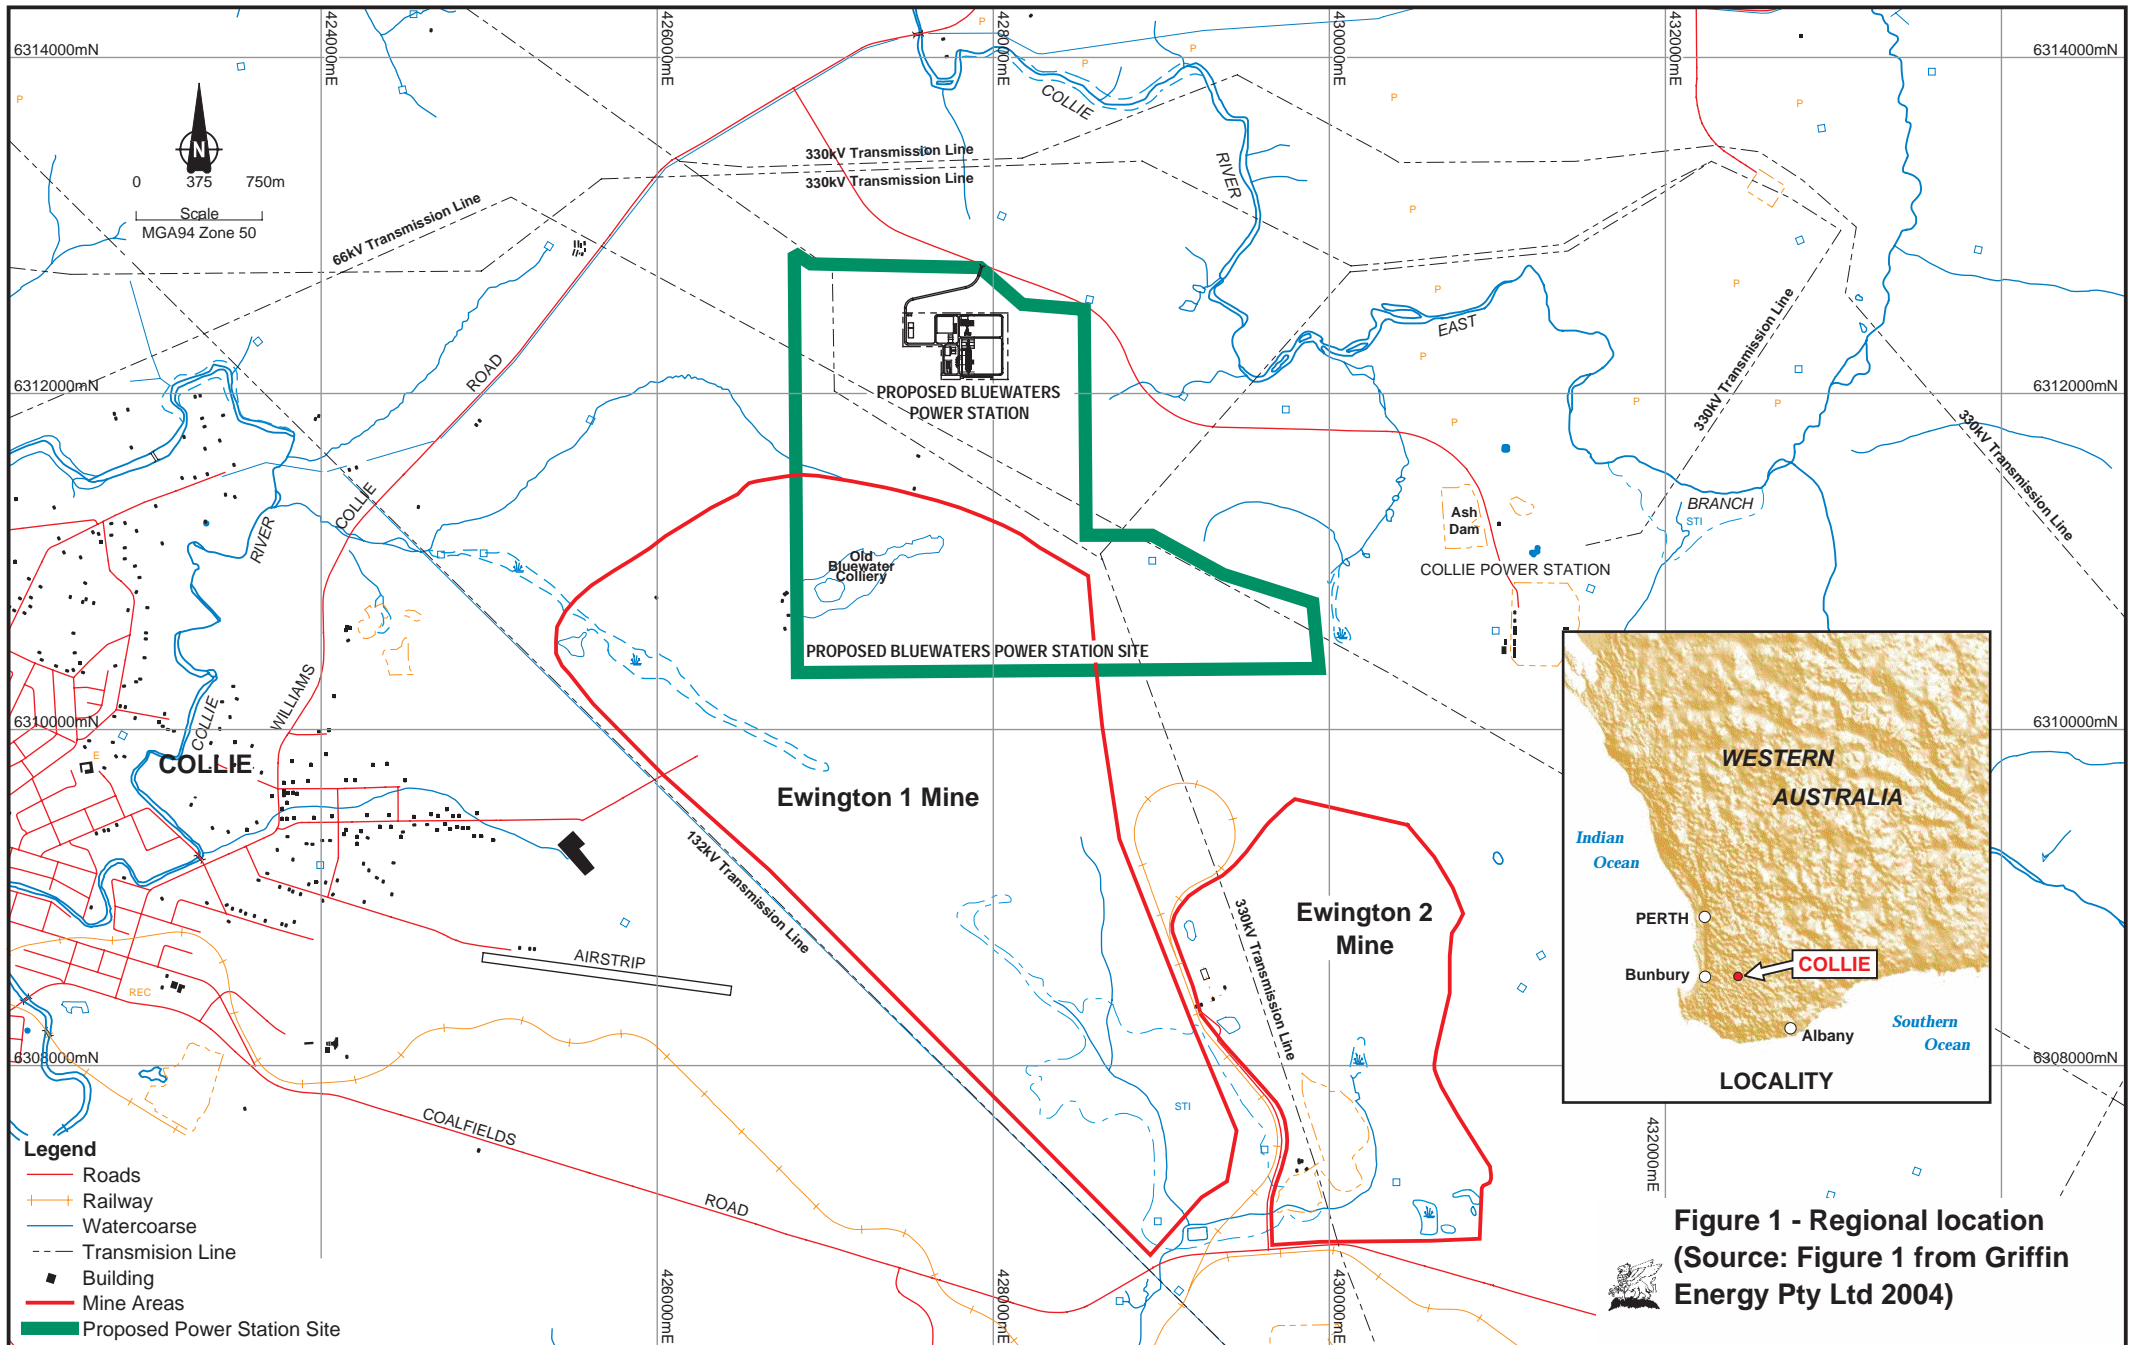 6314000mN
424000mE
426000mE
428000mE
430000mE
432000mE
6314000mN
P
P
P
P
P
P
N
0 375 750m
Scale
MGA94 Zone 50
COLLIE
RIVER
330kV Transmission Line
330kV Transmission Line
66kV Transmission Line
P
P
P
P
P
P
P
P
EAST
330kV Transmission Line
330kV Transmission Line
ROAD
COLLIE
WILLIAMS
6312000mN
6312000mN
PROPOSED BLUEWATERS
POWER STATION
RIVER
COLLIE
Old
Bluewater
Colliery
Ash
Dam
BRANCH
STI
COLLIE POWER STATION
PROPOSED BLUEWATERS POWER STATION SITE
6310000mN
6310000mN
E
COLLIE
Ewington 1 Mine
132kV Transmission Line
330kV Transmission Line
Ewington 2
Mine
AIRSTRIP
REC
6308000mN
6308000mN
STI
COALFIELDS
ROAD
WESTERN
AUSTRALIA
Indian
Ocean
PERTH
COLLIE
Bunbury
Albany
Southern
Ocean
LOCALITY
Legend
Roads
Railway
Watercoarse
Transmision Line
Building
Mine Areas
Proposed Power Station Site
426000mE
428000mE
430000mE
432000mE
Figure 1 - Regional location
(Source: Figure 1 from Griffin
Energy Pty Ltd 2004)